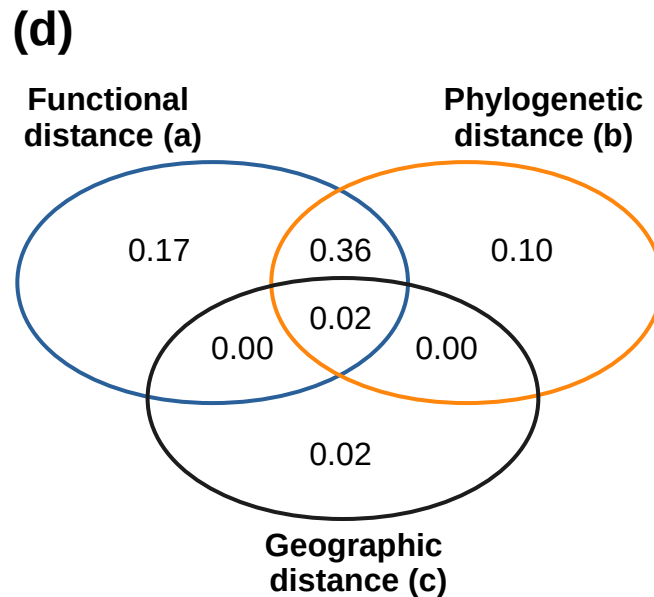 (d)
Functional
distance (a)
Phylogenetic
distance (b)
0.17
0.36
0.10
0.02
0.00
0.00
0.02
Geographic
distance (c)